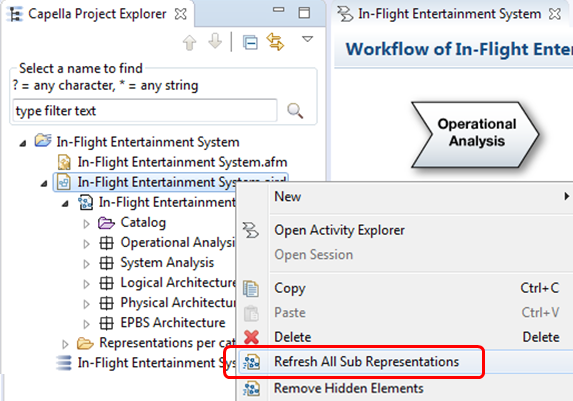 Capella Project Explorer
Select a name to find
? = any character, * = any string
type filter text
In-Flight Entertainment System
In-Flight Entertainment System.afm
In-Flight Entertainment System.aird
In-Flight Entertainment
Catalog
Operational Analysi
System Analysis
Logical Architecture
Physical Architecture
EPBS Architecture
Representations per cat
In-Flight Entertainment Sys
In-Flight Entertainment System
Workflow of In-Flight Enter
Operational
Analysis
New
Open Activity Explorer
Open Session
Copy Ctrl+C
Paste Ctrl+V
Delete Delete
Refresh All Sub Representations
Remove Hidden Elements